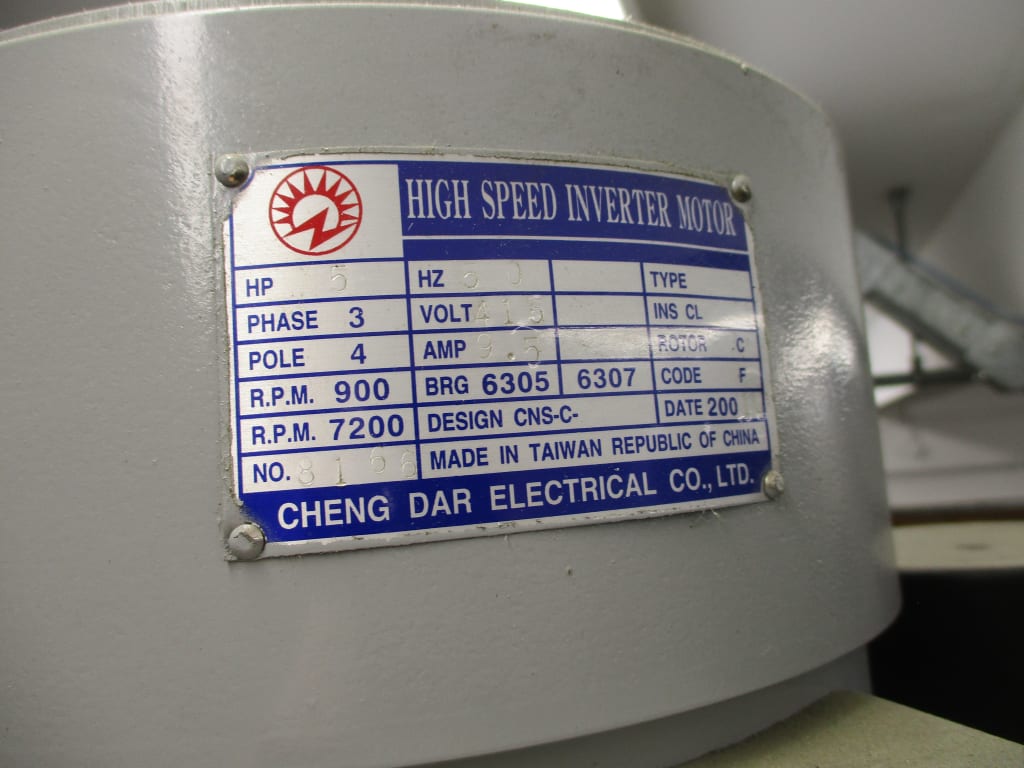 HIGH SPEED INVERTER MOTOR
HP 5 HZ 50 TYPE
PHASE 3 VOLT 415 INS CL
POLE 4 AMP 9.5 ROTOR C
R.P.M. 900 BRG 6305 6307 CODE F
R.P.M. 7200 DESIGN CNS-C- DATE 200
NO. 8166 MADE IN TAIWAN REPUBLIC OF CHINA
CHENG DAR ELECTRICAL CO., LTD.